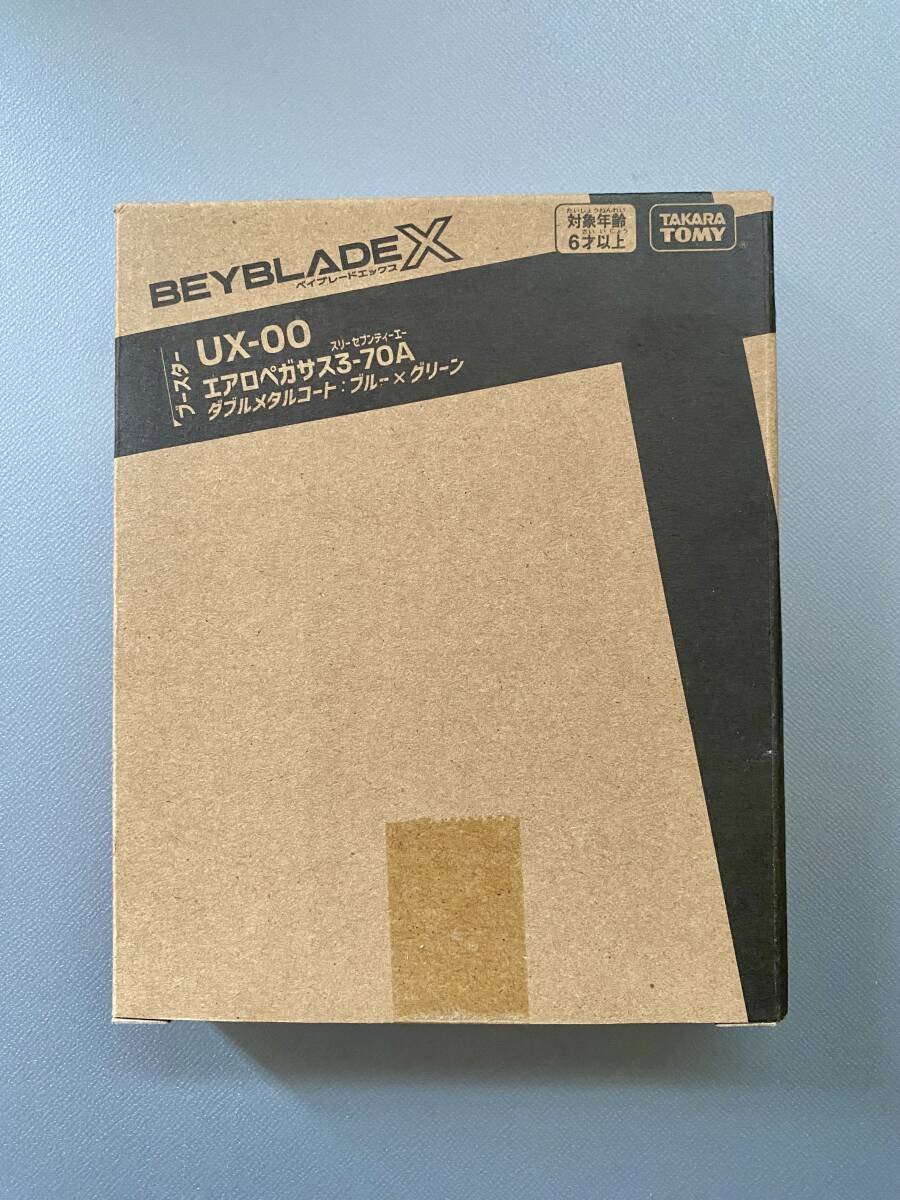 BEYBLADE X
ベイブレードエックス
たいしょうねんれい
対象年齢
さい いじょう
6才以上
TAKARA
TOMY
ブースター
UX-00
スリーセブンティーエー
エアロペガサス3-70A
ダブルメタルコート:ブルー×グリーン